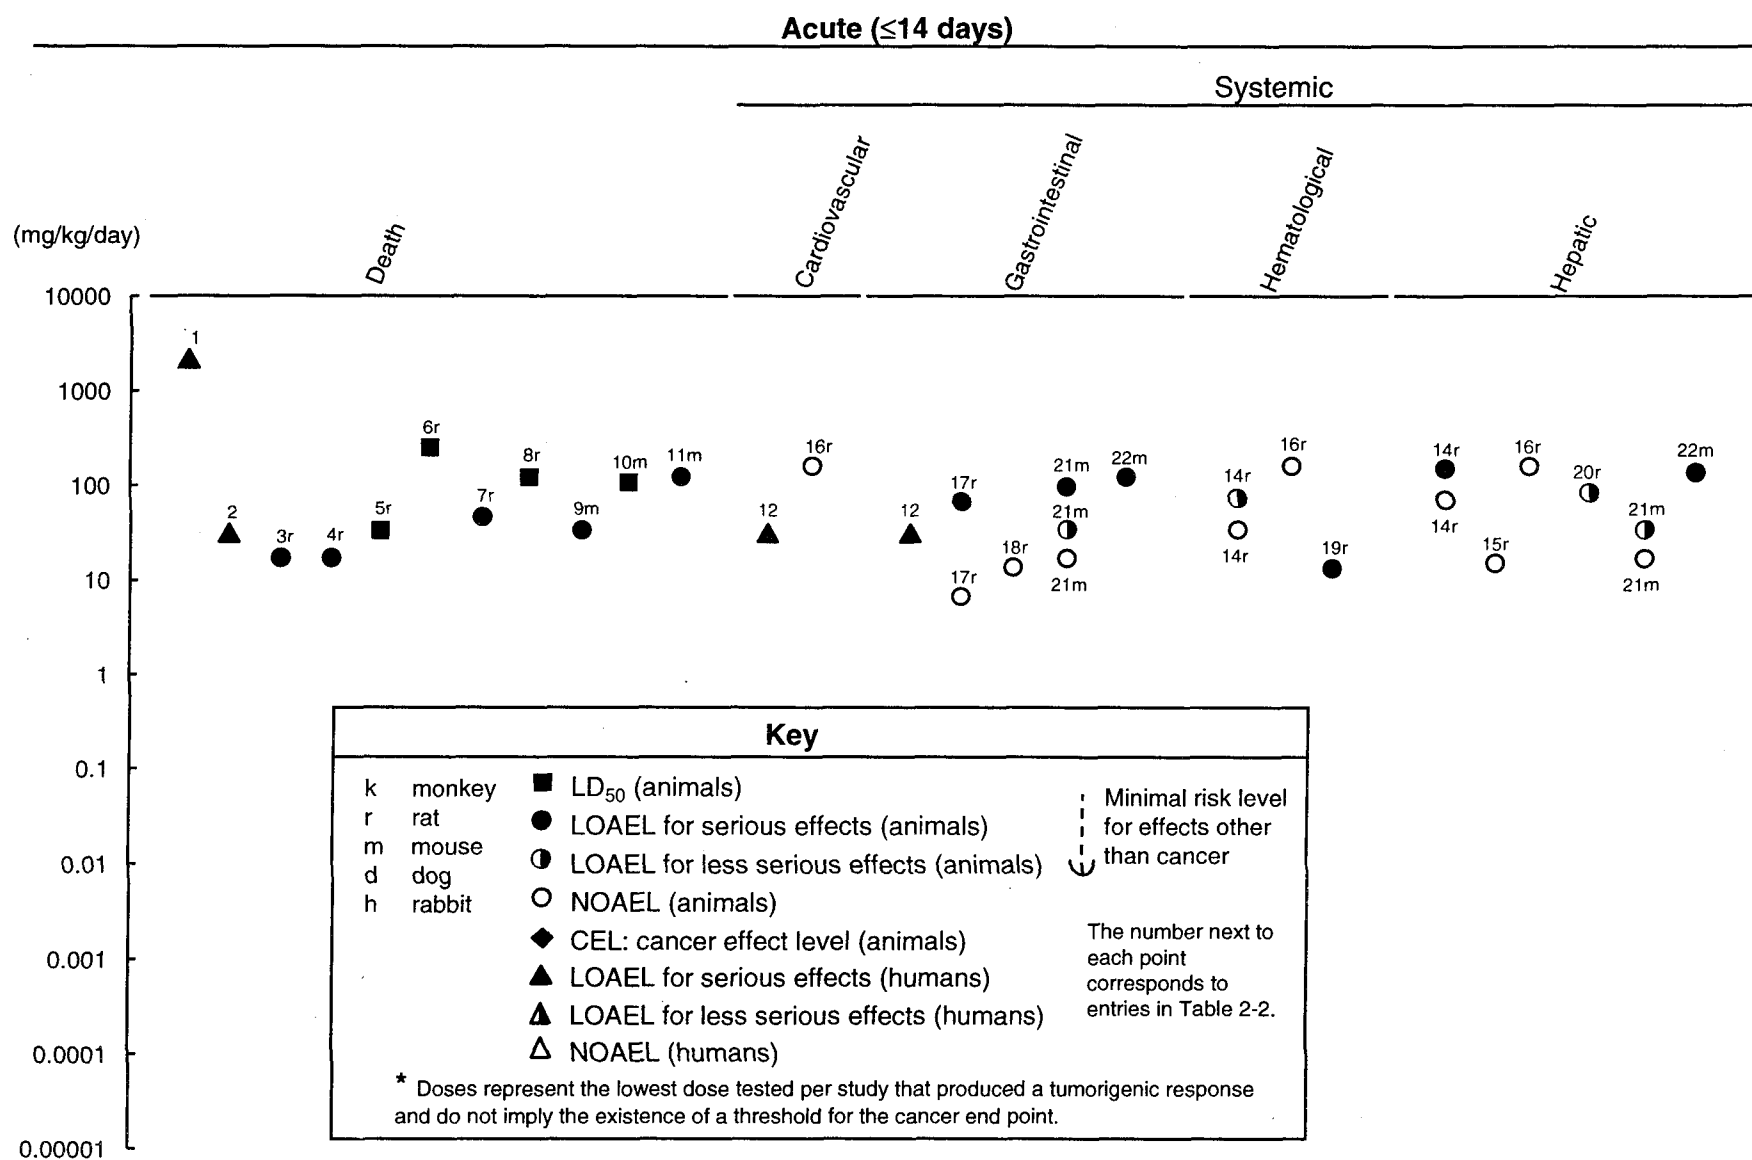 Acute (≤14 days)
Systemic
(mg/kg/day)
Death
Cardiovascular
Gastrointestinal
Hematological
Hepatic
10000
1000
100
10
1
0.1
0.01
0.001
0.0001
0.00001
1
2
3r
4r
5r
6r
7r
8r
9m
10m
11m
12
16r
12
17r
17r
18r
21m
21m
21m
22m
14r
14r
16r
19r
14r
14r
15r
16r
20r
21m
21m
22m
Key
k monkey
r rat
m mouse
d dog
h rabbit
LD50 (animals)
LOAEL for serious effects (animals)
LOAEL for less serious effects (animals)
NOAEL (animals)
CEL: cancer effect level (animals)
LOAEL for serious effects (humans)
LOAEL for less serious effects (humans)
NOAEL (humans)
Minimal risk level
for effects other
than cancer
The number next to
each point
corresponds to
entries in Table 2-2.
* Doses represent the lowest dose tested per study that produced a tumorigenic response
and do not imply the existence of a threshold for the cancer end point.